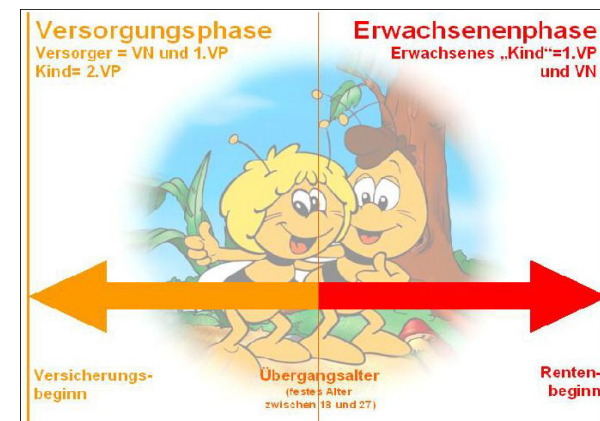 Versorgungsphase
Versorger = VN und 1.VP
Kind= 2.VP
Erwachsenenphase
Erwachsenes „Kind“=1.VP
und VN
Versicherungs-
beginn
Übergangsalter
(festes Alter
zwischen 18 und 27)
Renten-
beginn